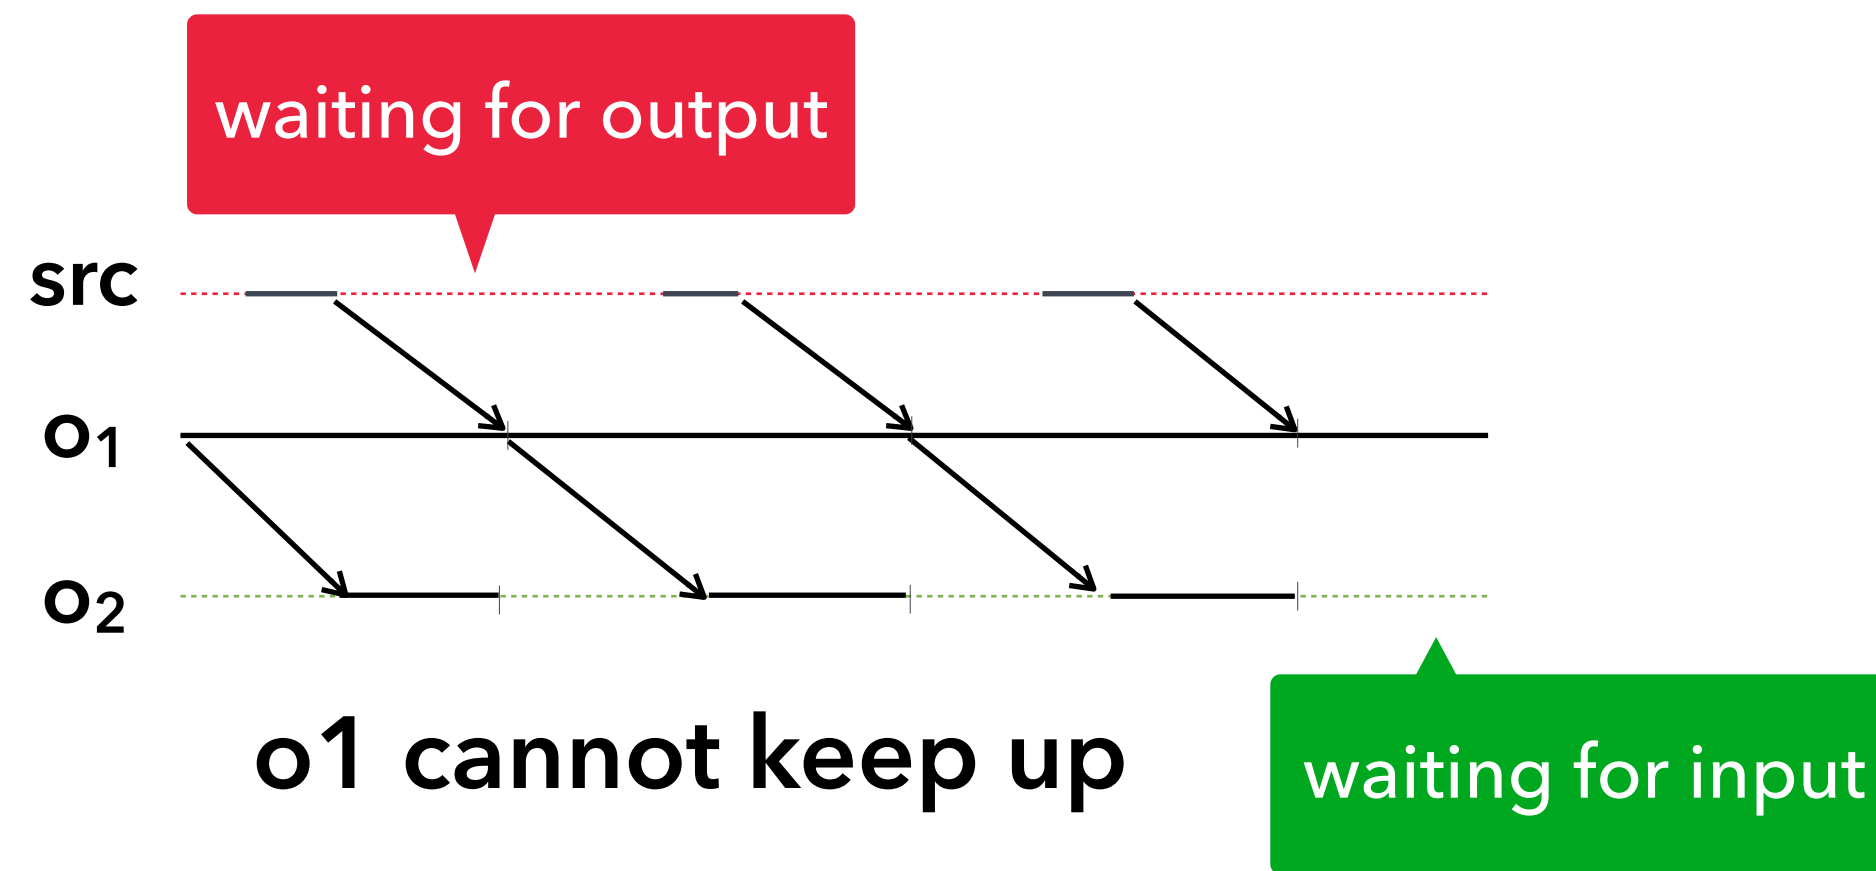 waiting for output
src
o1
o2
o1 cannot keep up
waiting for input